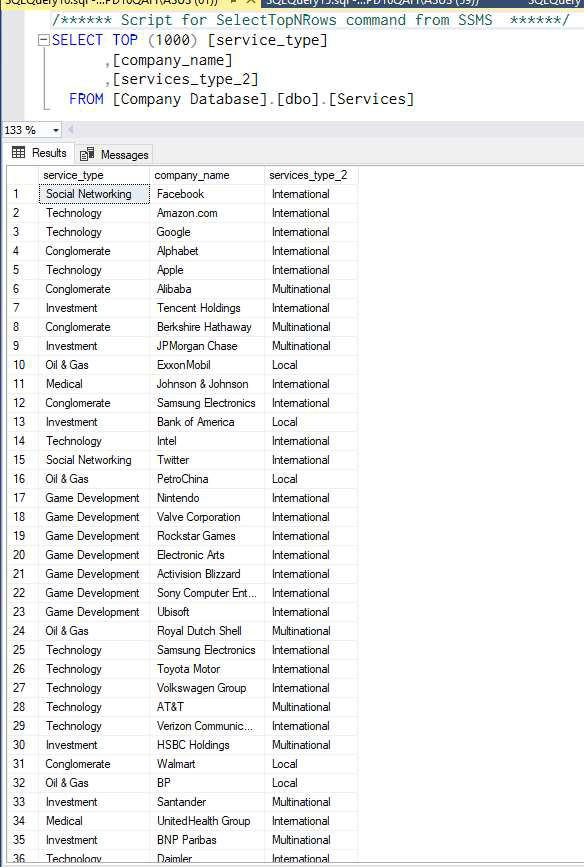 /****** Script for SelectTopNRows command from SSMS ******/
SELECT TOP (1000) [service_type]
,[company_name]
,[services_type_2]
FROM [Company Database].[dbo].[Services]
133 %
Results Messages
service_type company_name services_type_2
1 Social Networking Facebook International
2 Technology Amazon.com International
3 Technology Google International
4 Conglomerate Alphabet International
5 Technology Apple International
6 Conglomerate Alibaba Multinational
7 Investment Tencent Holdings International
8 Conglomerate Berkshire Hathaway Multinational
9 Investment JPMorgan Chase Multinational
10 Oil & Gas ExxonMobil Local
11 Medical Johnson & Johnson International
12 Conglomerate Samsung Electronics International
13 Investment Bank of America Local
14 Technology Intel International
15 Social Networking Twitter International
16 Oil & Gas PetroChina Local
17 Game Development Nintendo International
18 Game Development Valve Corporation International
19 Game Development Rockstar Games International
20 Game Development Electronic Arts International
21 Game Development Activision Blizzard International
22 Game Development Sony Computer Ent... International
23 Game Development Ubisoft International
24 Oil & Gas Royal Dutch Shell Multinational
25 Technology Samsung Electronics International
26 Technology Toyota Motor International
27 Technology Volkswagen Group International
28 Technology AT&T Multinational
29 Technology Verizon Communic... International
30 Investment HSBC Holdings Multinational
31 Conglomerate Walmart Local
32 Oil & Gas BP Local
33 Investment Santander Multinational
34 Medical UnitedHealth Group International
35 Investment BNP Paribas Multinational
36 Technology Daimler International